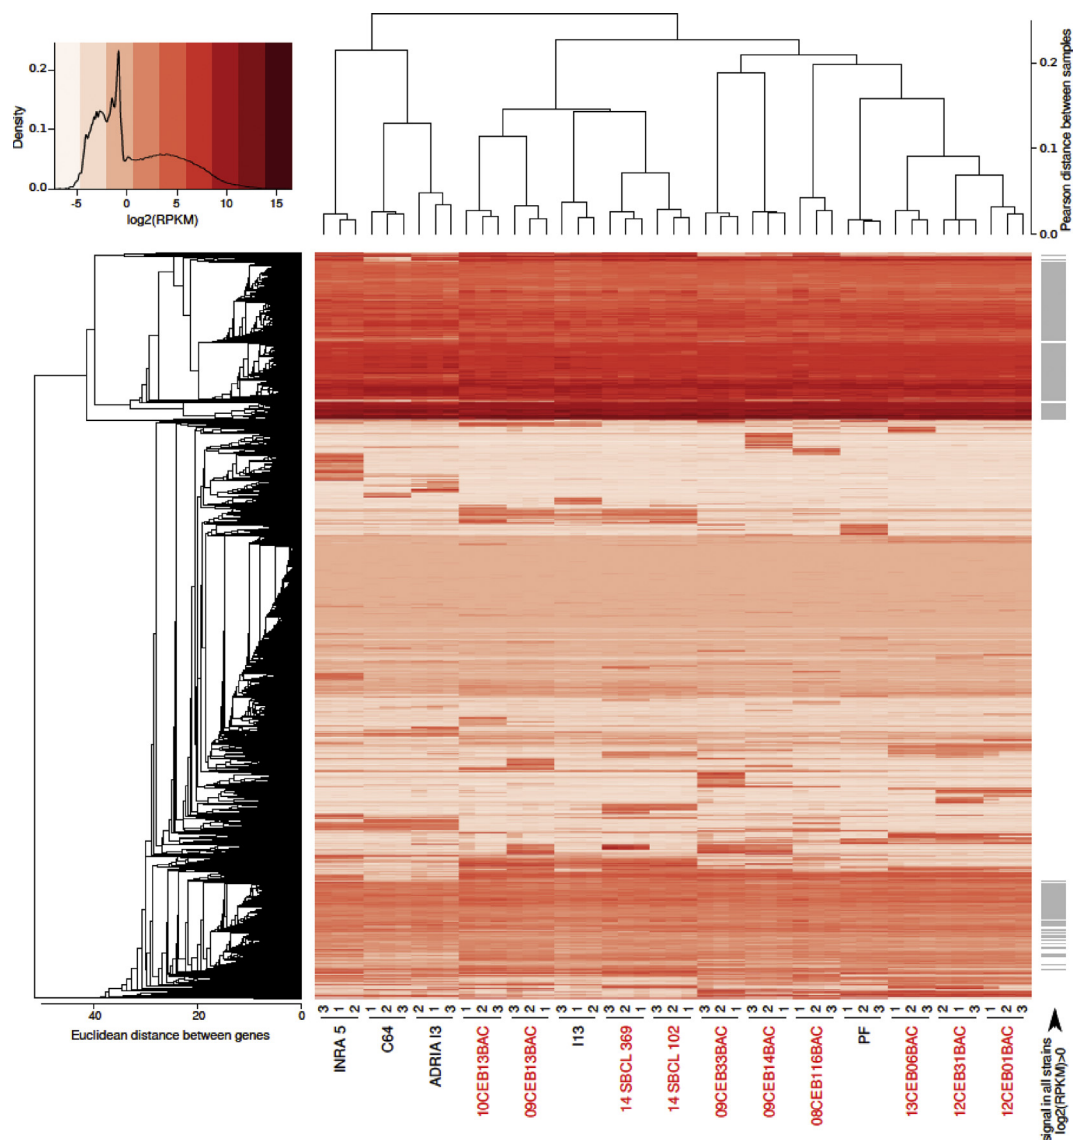 0.2
0.1
0.0
Density
-5 0 5 10 15
log2(RPKM)
0.2
0.1
0.0
Pearson distance between samples
40 20 0
Euclidean distance between genes
3 1 2 1 2 3 2 1 3 1 2 3 3 2 1 3 1 2 3 2 1 3 2 1 3 2 1 3 2 1 1 2 3 2 1 3 1 2 3 2 1 3 1 2 3
INRA 5
C64
ADRIA I3
10CEB13BAC
09CEB13BAC
I13
14 SBCL 369
14 SBCL 102
09CEB33BAC
09CEB14BAC
08CEB116BAC
PF
13CEB06BAC
12CEB31BAC
12CEB01BAC
signal in all strains
log2(RPKM)>0